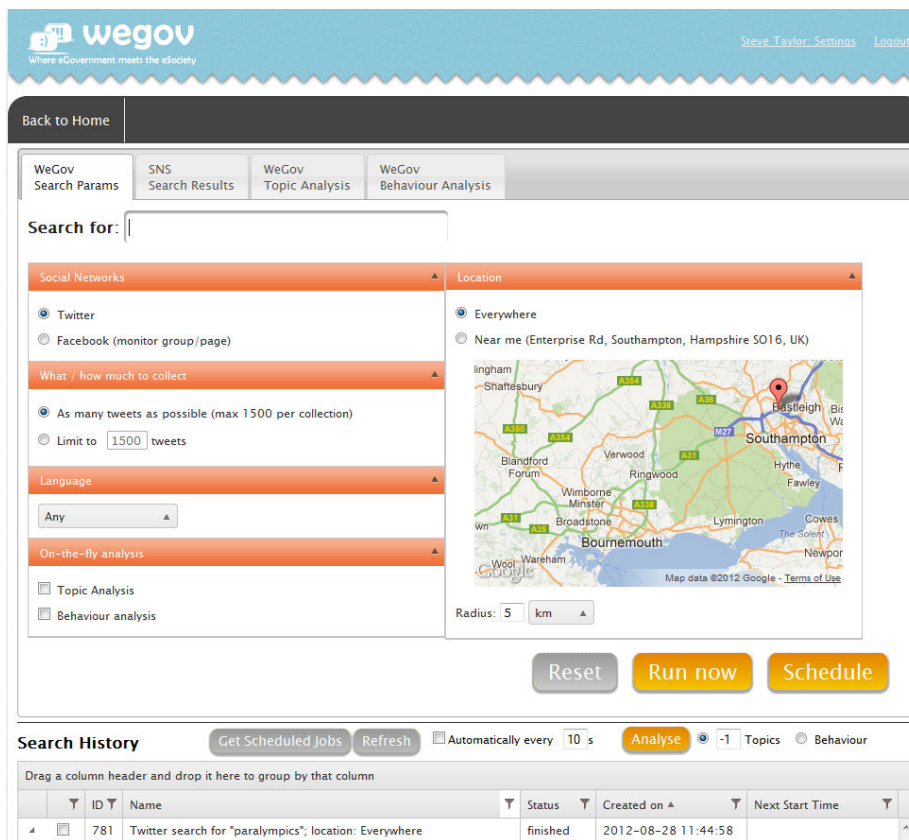 :) !!! wegov
Where eGovernment meets the eSociety
Steve Taylor: Settings Logout
Back to Home
WeGov Search Params
SNS Search Results
WeGov Topic Analysis
WeGov Behaviour Analysis
Search for:
Social Networks
Twitter
Facebook (monitor group/page)
What / how much to collect
As many tweets as possible (max 1500 per collection)
Limit to 1500 tweets
Language
Any
On-the-fly analysis
Topic Analysis
Behaviour analysis
Location
Everywhere
Near me (Enterprise Rd, Southampton, Hampshire SO16, UK)
lingham
Shaftesbury
A354
A338
A36
Eastleigh
Bis
Wa
A350
A354
M27
Southampton
Blandford Forum
Verwood
A31
Ringwood
Hythe
Fawley
F
Wimborne Minster
A338
wn
A31
A35
Broadstone
Lymington
Cowes
The Solent
Bournemouth
Newpor
Wool
Wareham
Google
Map data ©2012 Google - Terms of Use
Radius: 5 km
Reset Run now Schedule
Search History Get Scheduled Jobs Refresh Automatically every 10 s Analyse -1 Topics Behaviour
Drag a column header and drop it here to group by that column
ID Name Status Created on Next Start Time
781 Twitter search for "paralympics"; location: Everywhere finished 2012-08-28 11:44:58